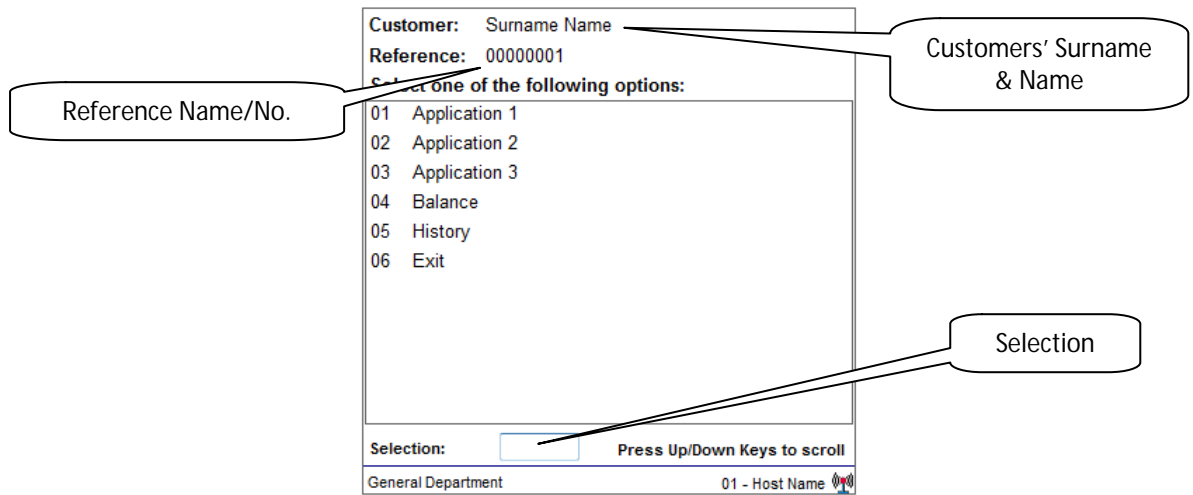 Customer: Surname Name
Customers' Surname
& Name
Reference: 00000001
Reference Name/No.
Select one of the following options:
01 Application 1
02 Application 2
03 Application 3
04 Balance
05 History
06 Exit
Selection
Selection: Press Up/Down Keys to scroll
General Department 01 - Host Name